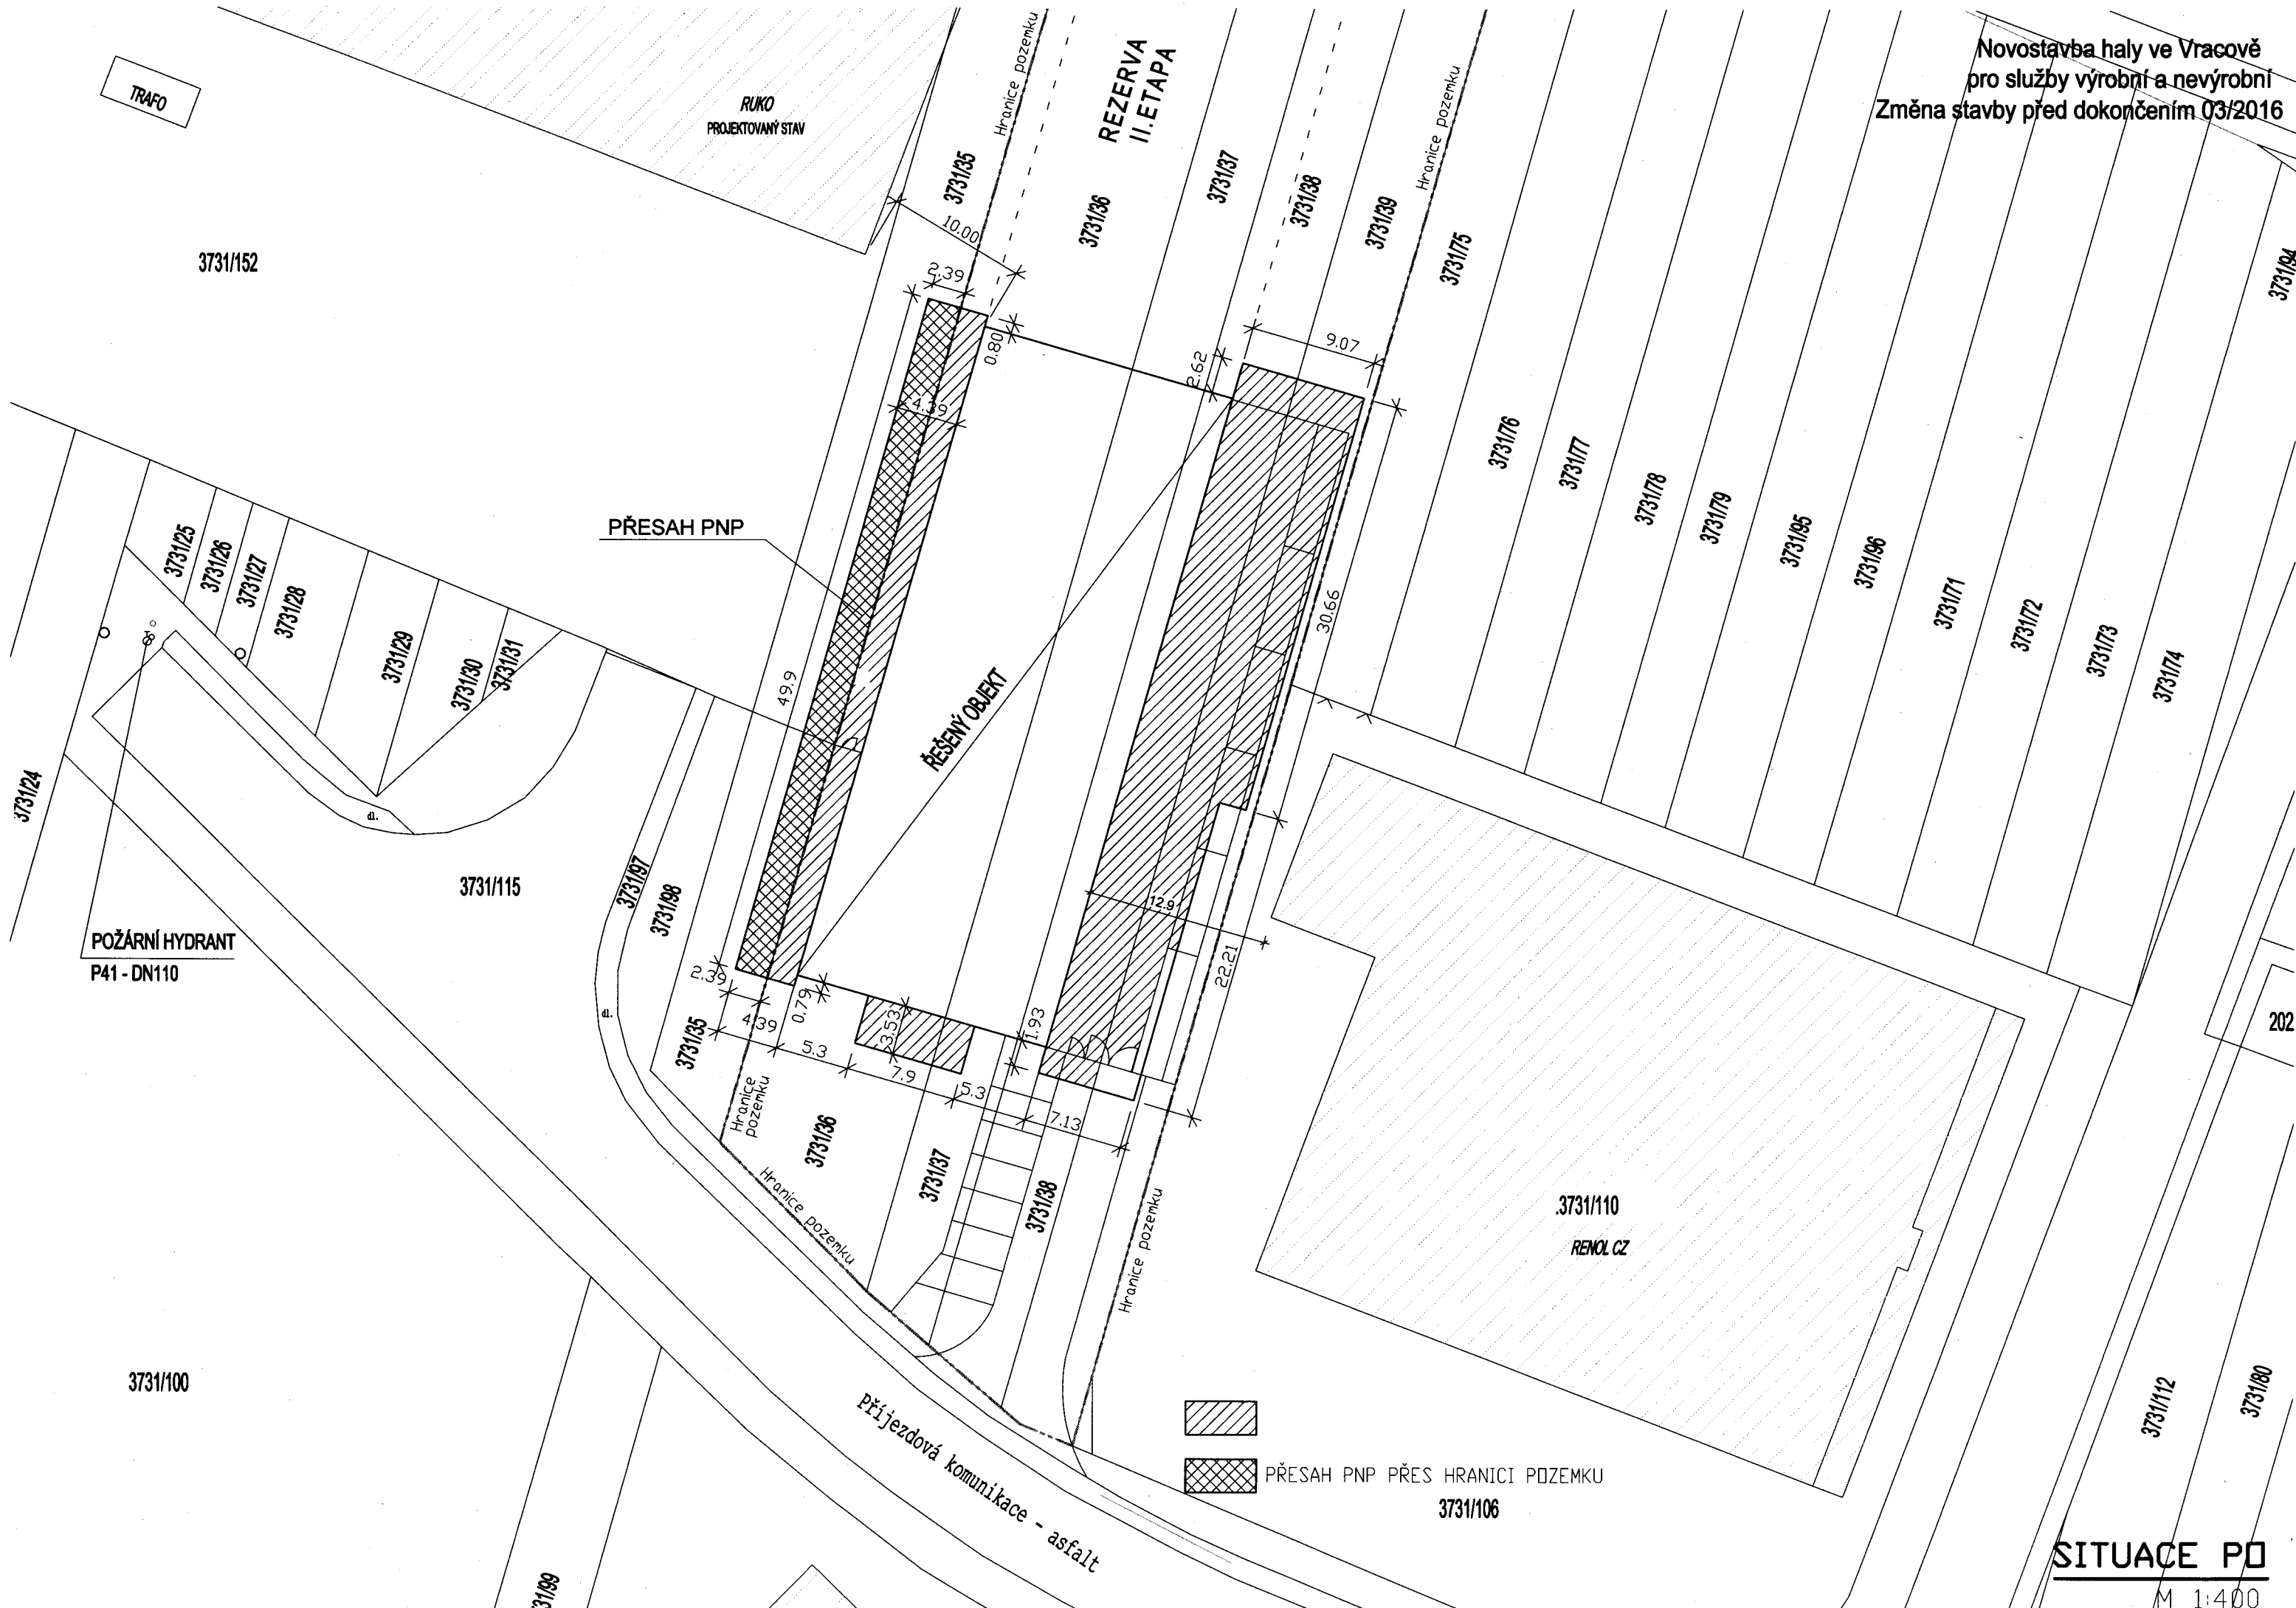 Novostavba haly ve Vracově
pro služby výrobní a nevýrobní
Změna stavby před dokončením 03/2016
TRAFO
RUKO
PROJEKTOVANÝ STAV
Hranice pozemku
REZERVA
II.ETAPA
Hranice pozemku
3731/35
3731/36
3731/37
3731/38
3731/39
3731/75
3731/94
3731/152
10.00
2.39
0.80
2.62
9.07
4.39
3731/76
3731/77
3731/78
3731/79
3731/95
3731/96
3731/71
3731/72
3731/73
3731/74
PŘESAH PNP
3731/25
3731/26
3731/27
3731/28
3731/29
3731/30
3731/31
3731/24
49.9
30.66
ŘEŠENÝ OBJEKT
dl.
3731/115
3731/97
3731/98
12.9
22.21
POŽÁRNÍ HYDRANT
P41 - DN110
2.39
4.39
0.79
3.53
1.93
5.3
7.9
5.3
7.13
dl.
3731/35
202
Hranice
pozemku
3731/36
3731/37
3731/38
Hranice pozemku
Hranice pozemku
.3731/110
RENOL CZ
3731/100
3731/112
3731/80
Příjezdová komunikace - asfalt
PŘESAH PNP PŘES HRANICI POZEMKU
3731/106
SITUACE PO
M 1:400